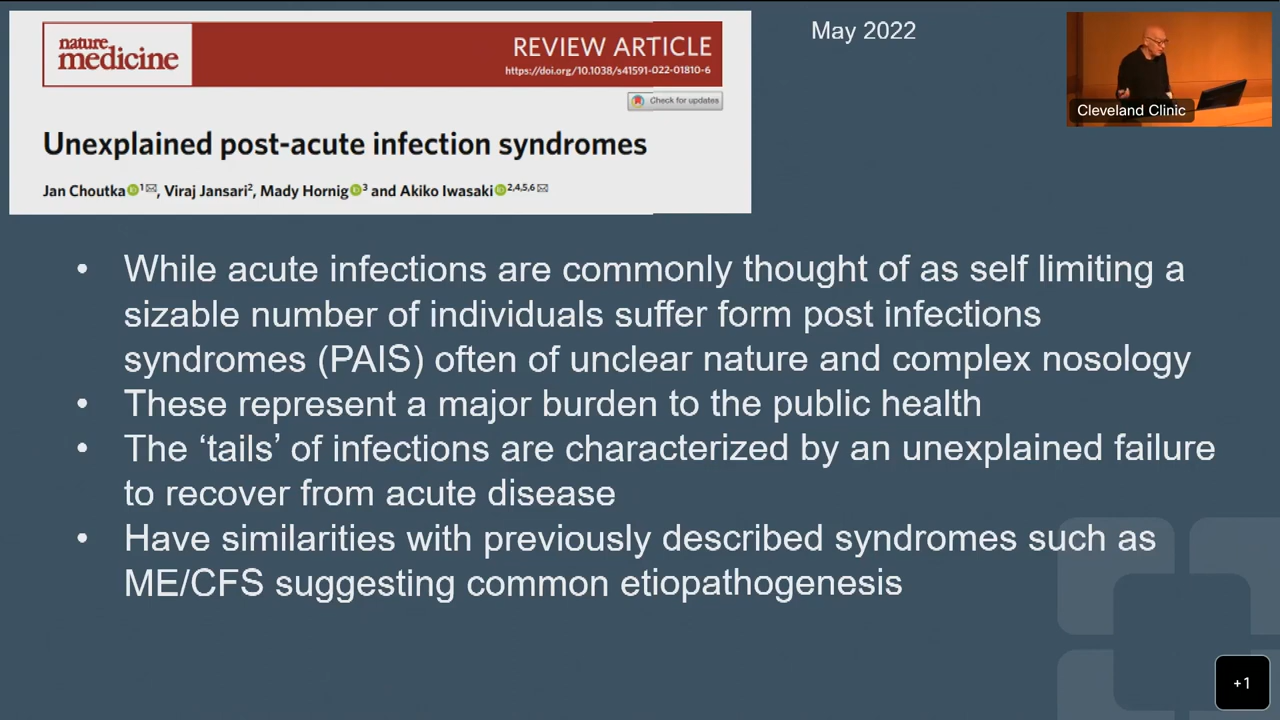 nature
medicine
REVIEW ARTICLE
https://doi.org/10.1038/s41591-022-01810-6
Check for updates
Unexplained post-acute infection syndromes
Jan Choutka 1✉, Viraj Jansari2, Mady Hornig 3 and Akiko Iwasaki 2,4,5,6✉
May 2022
Cleveland Clinic
• While acute infections are commonly thought of as self limiting a
sizable number of individuals suffer form post infections
syndromes (PAIS) often of unclear nature and complex nosology
• These represent a major burden to the public health
• The ‘tails’ of infections are characterized by an unexplained failure
to recover from acute disease
• Have similarities with previously described syndromes such as
ME/CFS suggesting common etiopathogenesis
+1